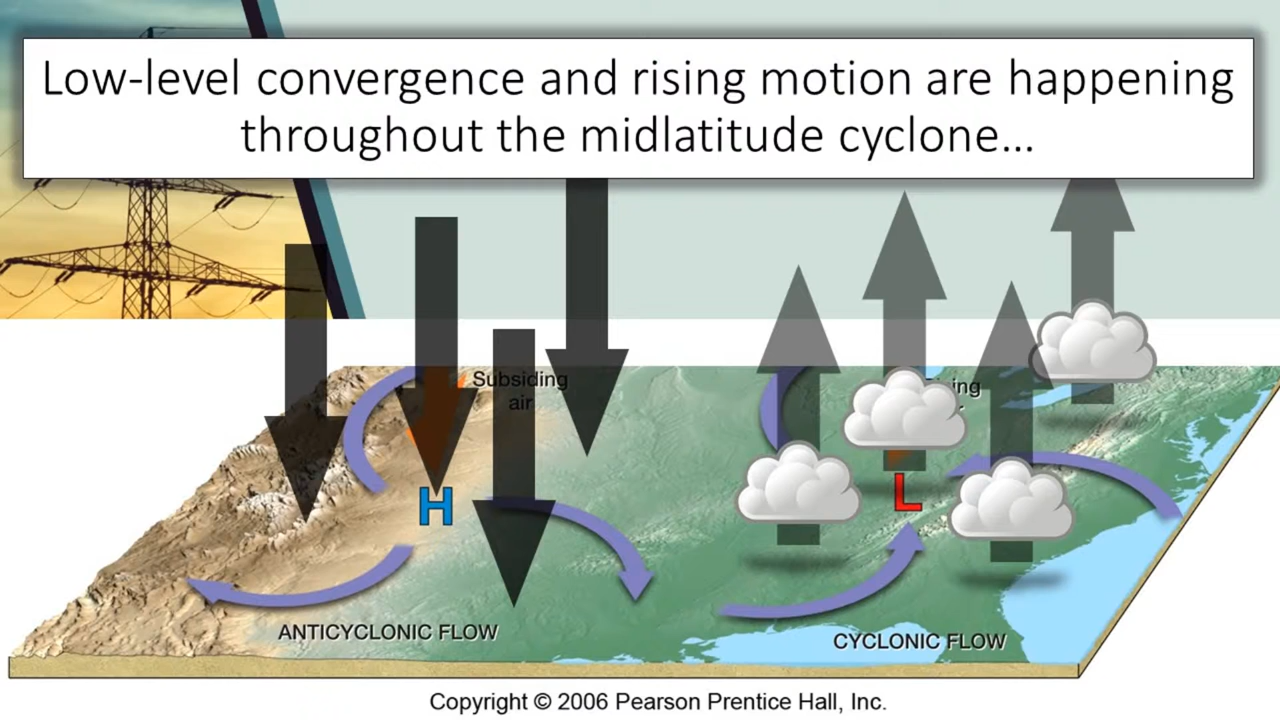 Low-level convergence and rising motion are happening
throughout the midlatitude cyclone...
Subsiding
air
H
L
ANTICYCLONIC FLOW
CYCLONIC FLOW
Copyright © 2006 Pearson Prentice Hall, Inc.